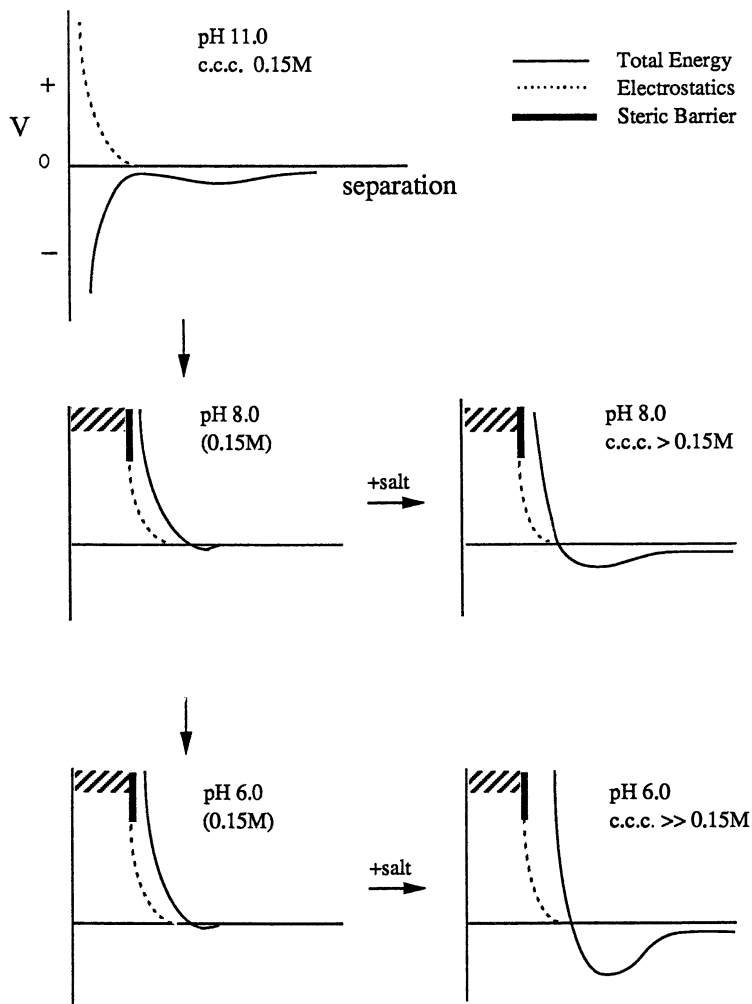 pH 11.0
c.c.c. 0.15M
Total Energy
Electrostatics
Steric Barrier
+
V
0
separation
−
pH 8.0
(0.15M)
+salt
pH 8.0
c.c.c. > 0.15M
pH 6.0
(0.15M)
+salt
pH 6.0
c.c.c. >> 0.15M